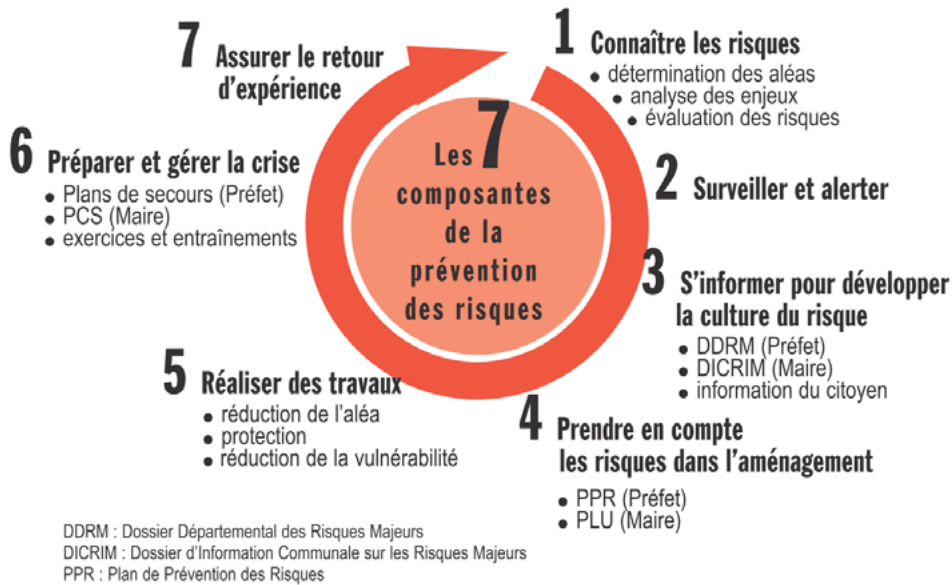 Les 7
composantes
de la
prévention
des risques
1 Connaître les risques
• détermination des aléas
• analyse des enjeux
• évaluation des risques
2 Surveiller et alerter
3 S'informer pour développer
la culture du risque
• DDRM (Préfet)
• DICRIM (Maire)
• information du citoyen
4 Prendre en compte
les risques dans l'aménagement
• PPR (Préfet)
• PLU (Maire)
5 Réaliser des travaux
• réduction de l'aléa
• protection
• réduction de la vulnérabilité
6 Préparer et gérer la crise
• Plans de secours (Préfet)
• PCS (Maire)
• exercices et entraînements
7 Assurer le retour
d'expérience
DDRM : Dossier Départemental des Risques Majeurs
DICRIM : Dossier d'Information Communale sur les Risques Majeurs
PPR : Plan de Prévention des Risques